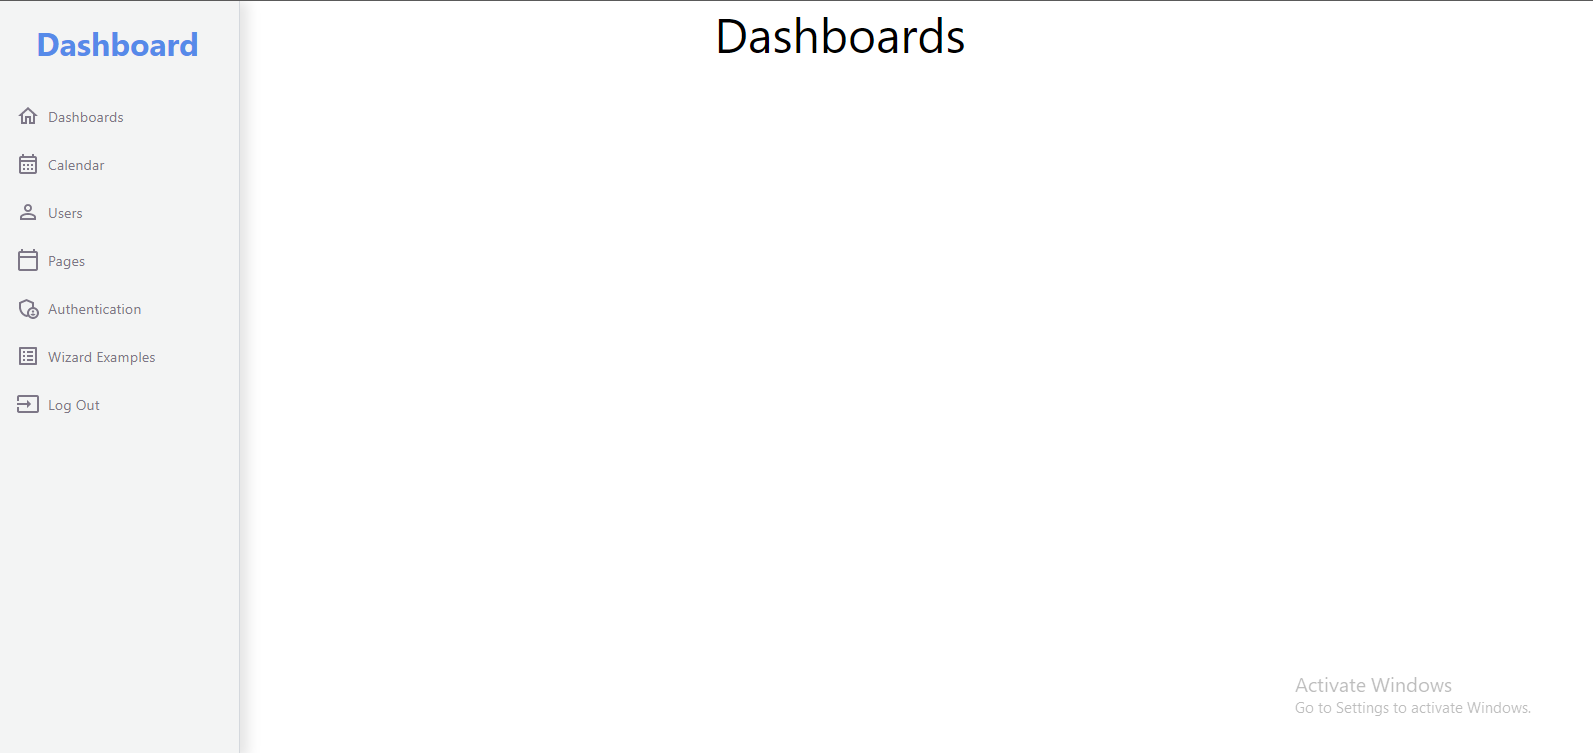 Dashboard
Dashboards
Calendar
Users
Pages
Authentication
Wizard Examples
Log Out
Dashboards
Activate Windows
Go to Settings to activate Windows.